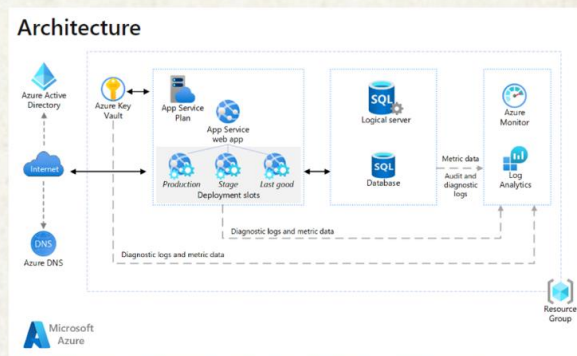 Architecture
Azure Active
Directory
Internet
DNS
Azure DNS
Azure Key
Vault
App Service
Plan
App Service
web app
Production
Stage
Last good
Deployment slots
SQL
Logical server
SQL
Database
Metric data
Audit and
diagnostic
logs
Azure
Monitor
Log
Analytics
Diagnostic logs and metric data
Diagnostic logs and metric data
Resource
Group
Microsoft
Azure